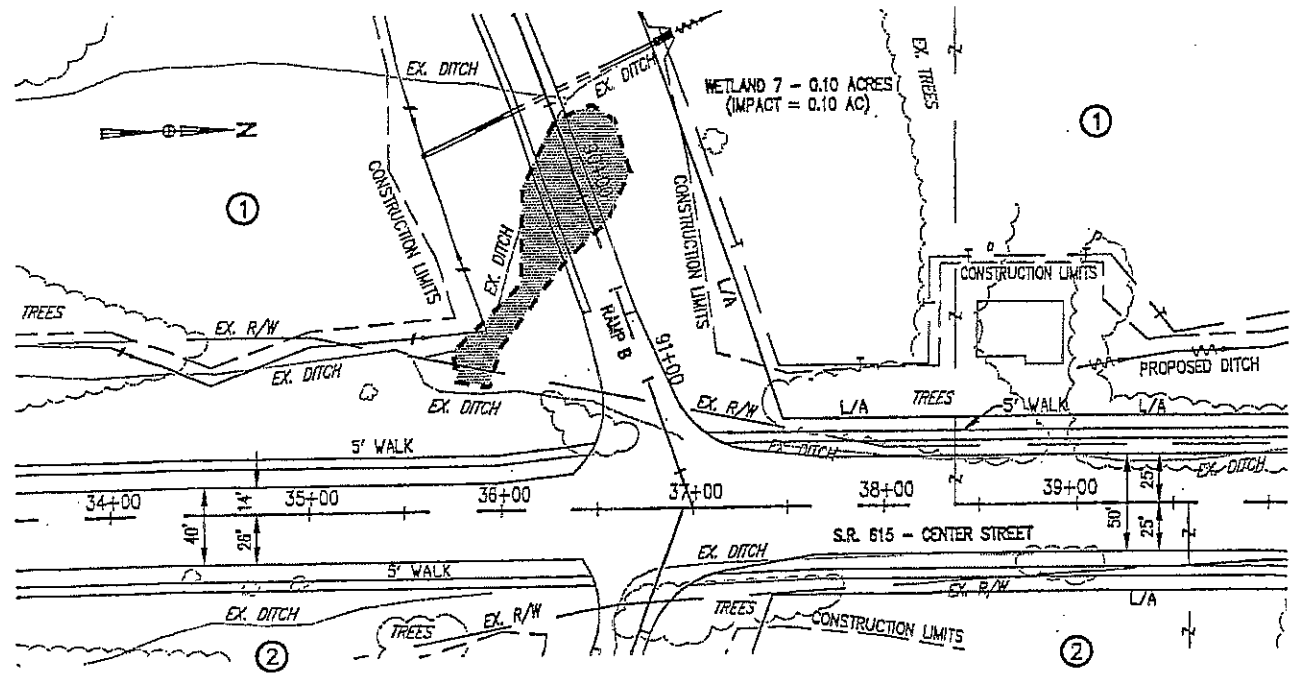 EX. DITCH
EX. DITCH
WETLAND 7 - 0.10 ACRES
(IMPACT = 0.10 AC)
EX. TREES
Z
1
N
1
CONSTRUCTION LIMITS
90+00
CONSTRUCTION LIMITS
L/A
EX. DITCH
CONSTRUCTION LIMITS
TREES
EX. R/W
RAMP B
91+00
Z
PROPOSED DITCH
EX. DITCH
EX. DITCH
EX. R/W
L/A
TREES
5' WALK
L/A
5' WALK
EX. DITCH
EX. DITCH
34+00
35+00
36+00
37+00
38+00
39+00
14'
40'
26'
25'
50'
25'
S.R. 615 - CENTER STREET
Z
5' WALK
EX. DITCH
EX. R/W
L/A
EX. DITCH
EX. R/W
TREES
TREES
CONSTRUCTION LIMITS
Z
2
2